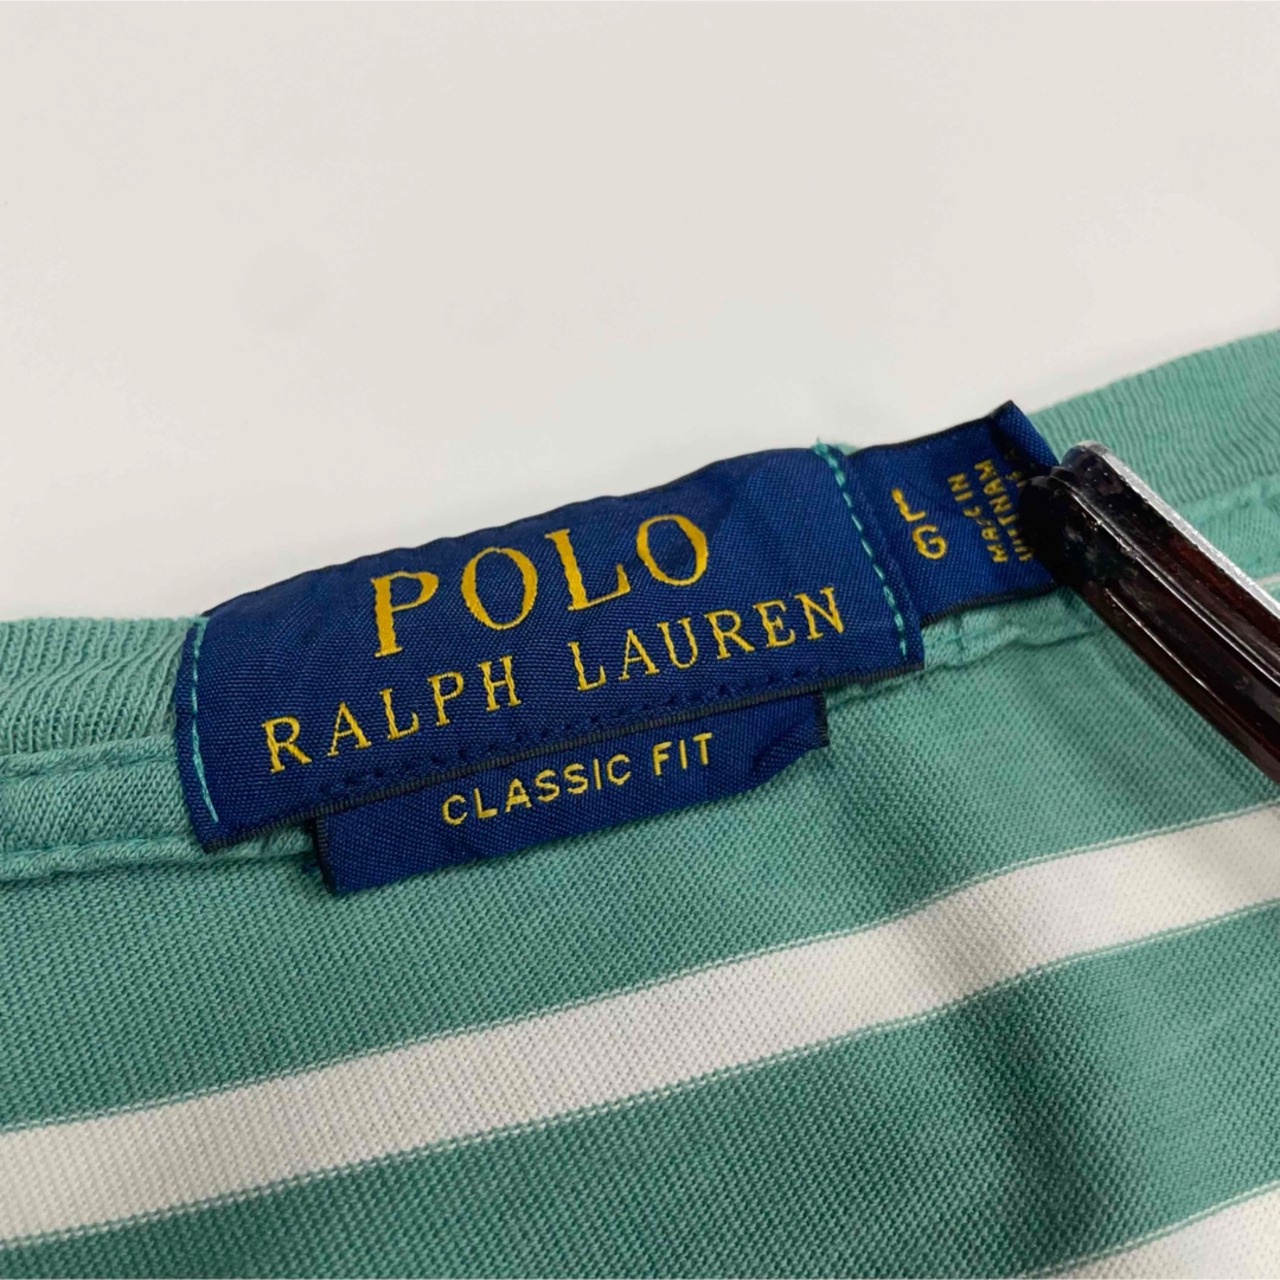 POLO
RALPH LAUREN
CLASSIC FIT
L
G
MADE IN
VIETNAM